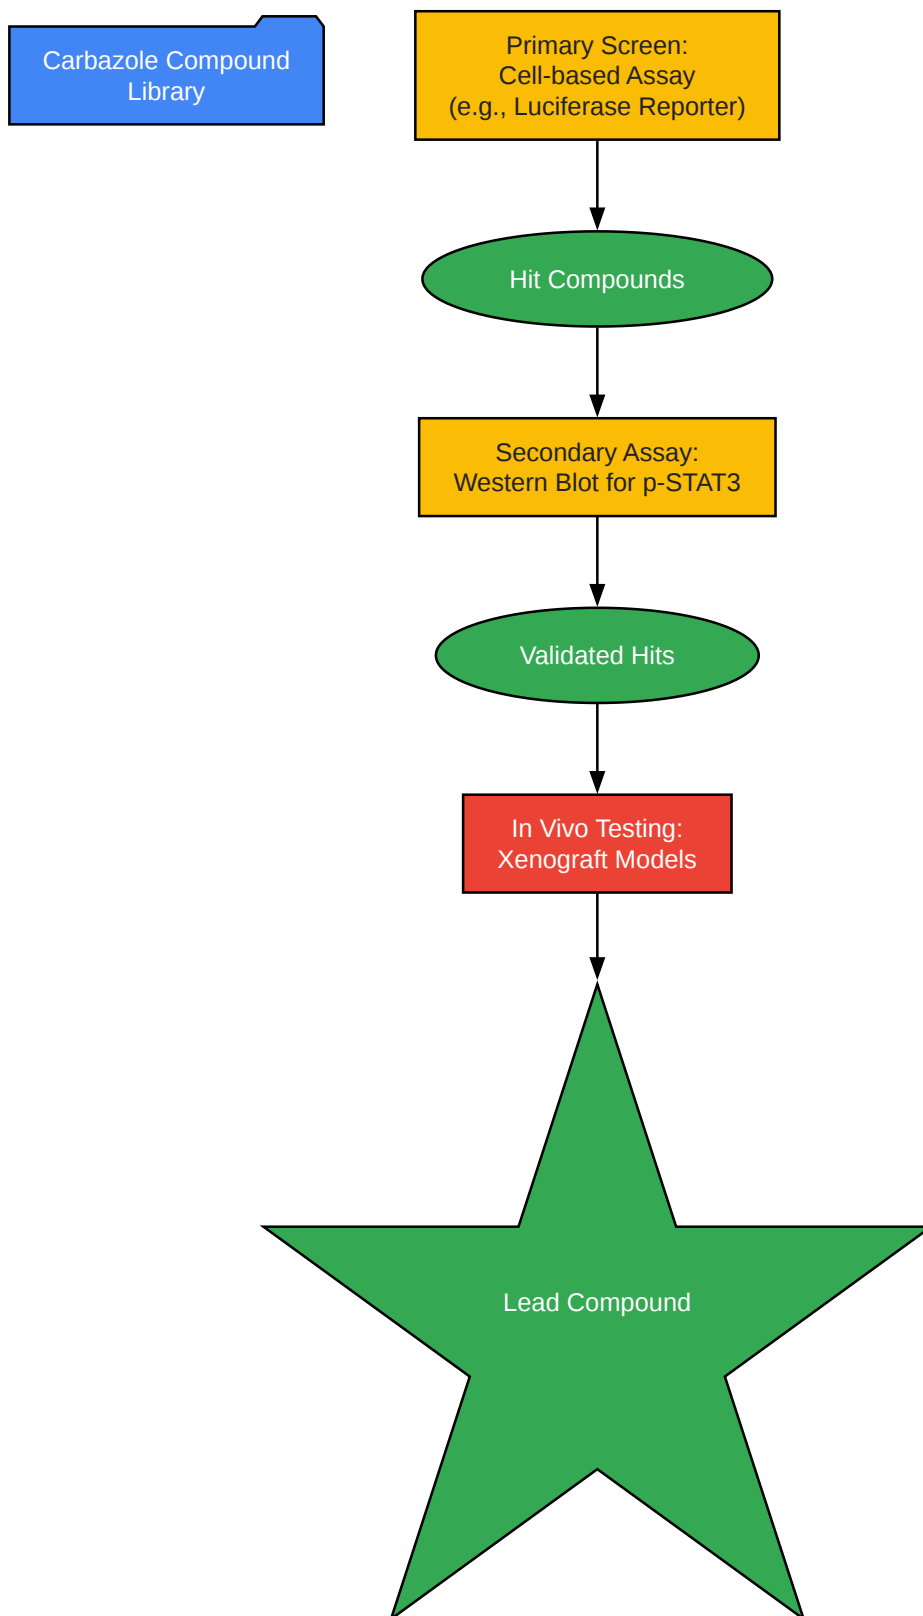 Carbazole Compound
Library
Primary Screen:
Cell-based Assay
(e.g., Luciferase Reporter)
Hit Compounds
Secondary Assay:
Western Blot for p-STAT3
Validated Hits
In Vivo Testing:
Xenograft Models
Lead Compound